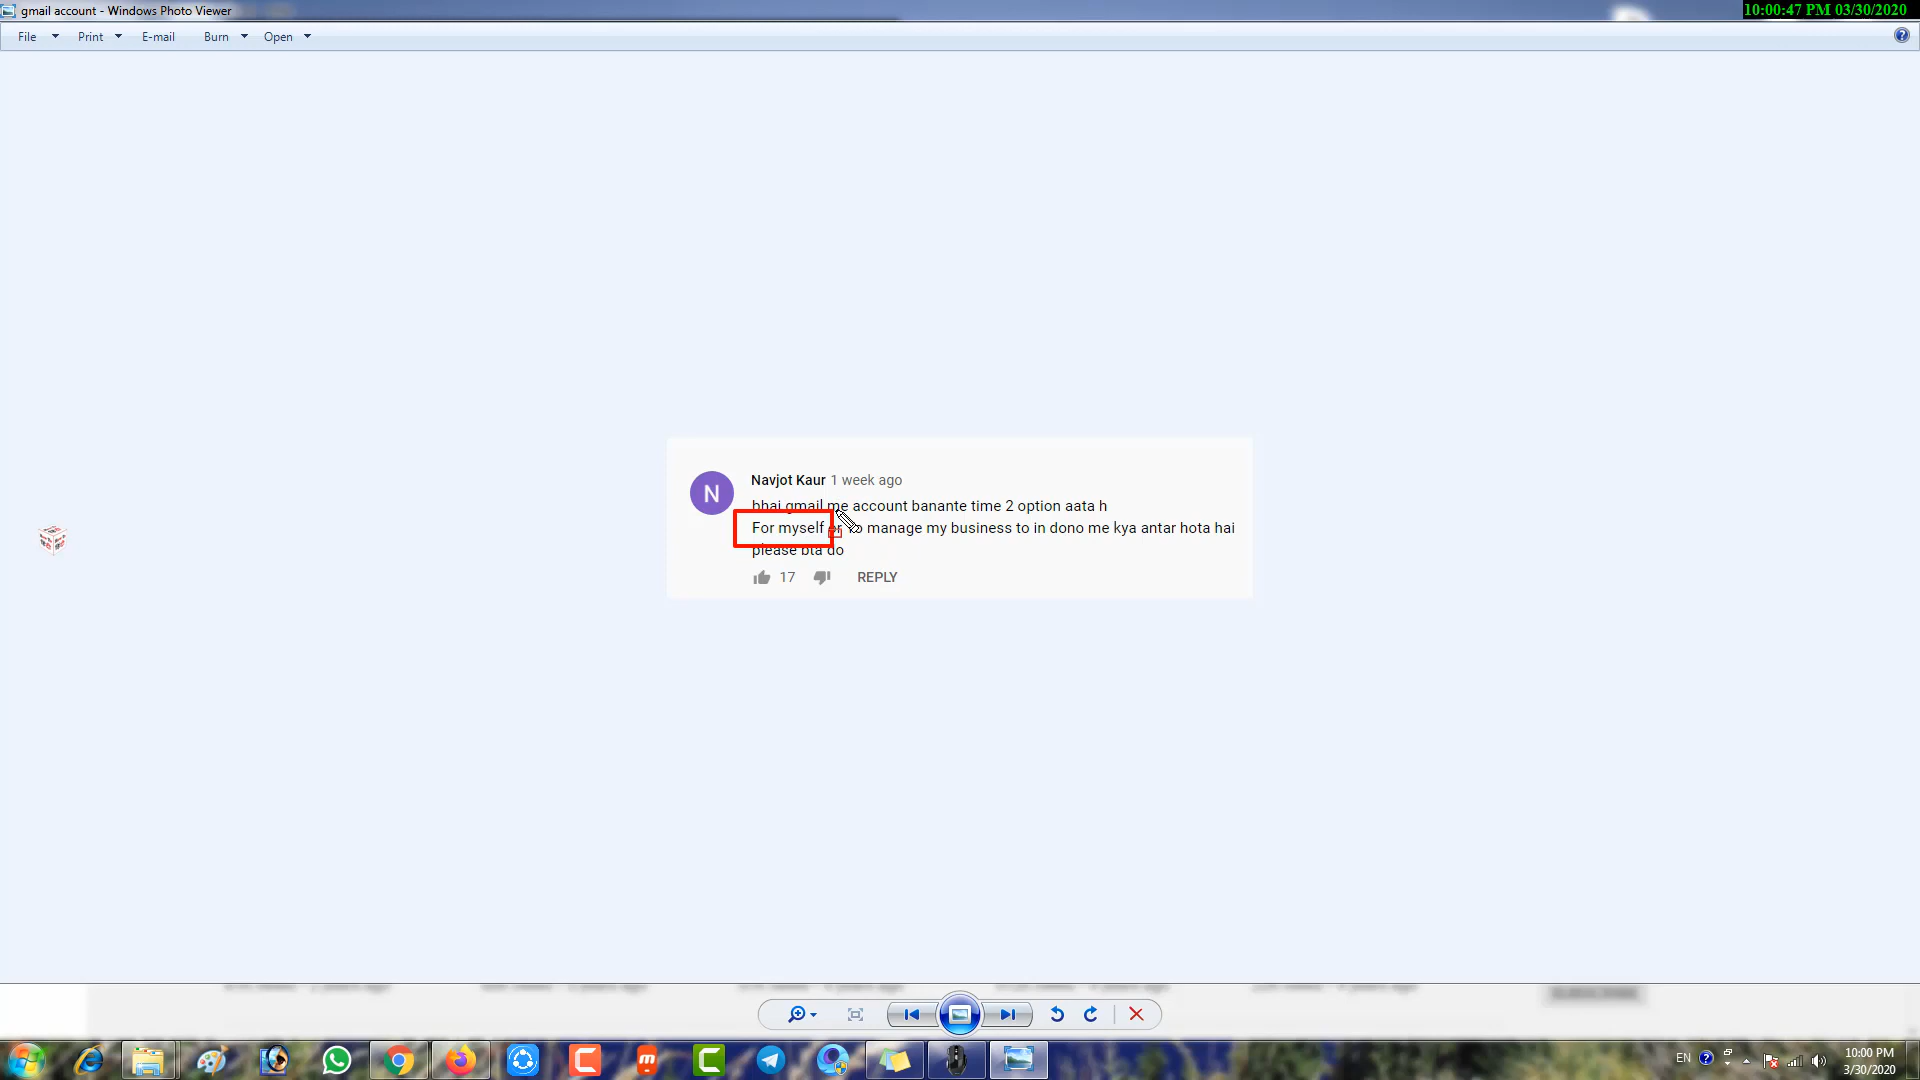 gmail account - Windows Photo Viewer
10:00:47 PM 03/30/2020
File Print E-mail Burn Open
N
Navjot Kaur 1 week ago
bhai gmail me account banante time 2 option aata h
For myself or to manage my business to in dono me kya antar hota hai
please bta do
17 REPLY
EN
10:00 PM
3/30/2020